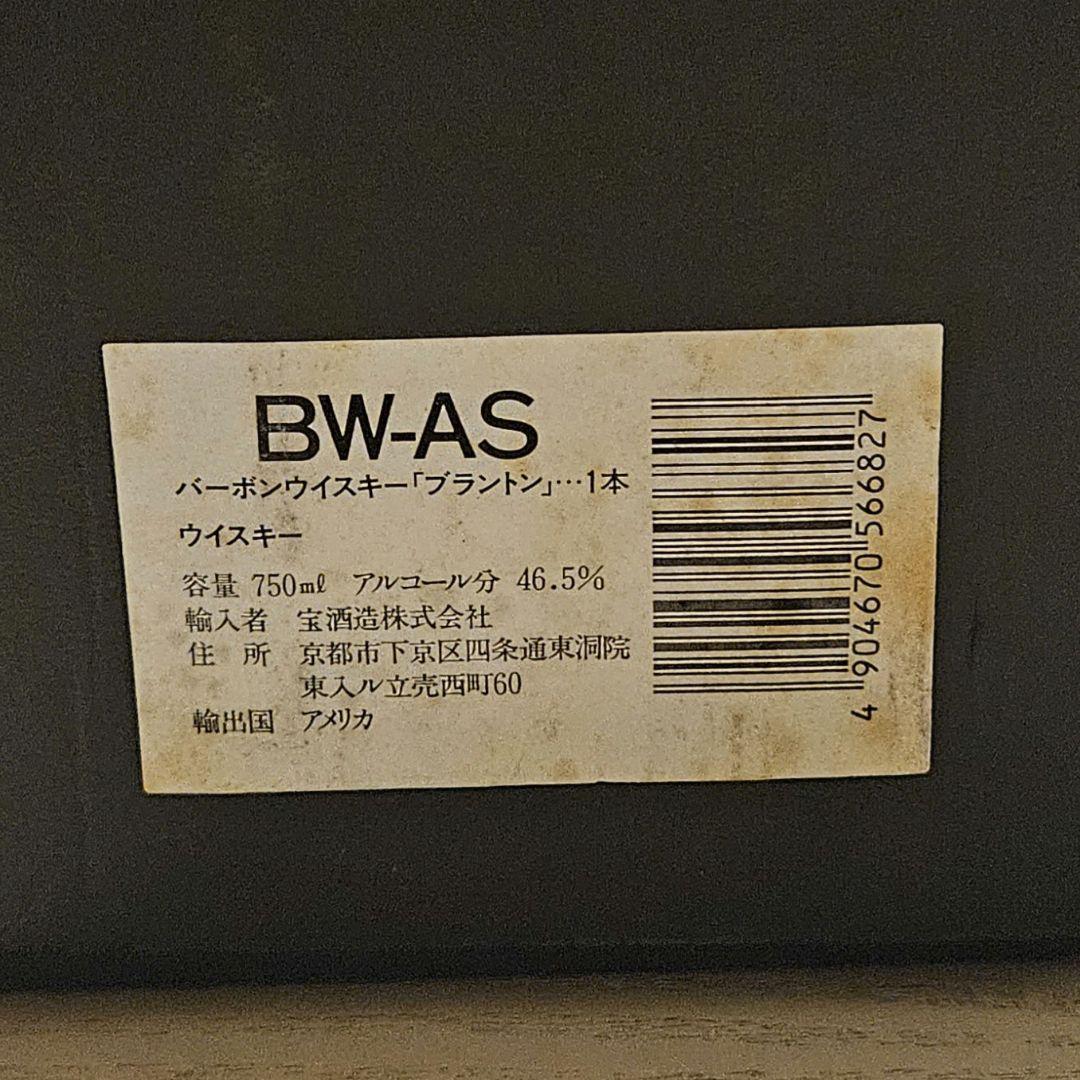 BW-AS
バーボンウイスキー「ブラントン」…1本
ウイスキー
容量 750ml アルコール分 46.5%
輸入者 宝酒造株式会社
住所 京都市下京区四条通東洞院
東入ル立売西町60
輸出国 アメリカ
4 904670 566827